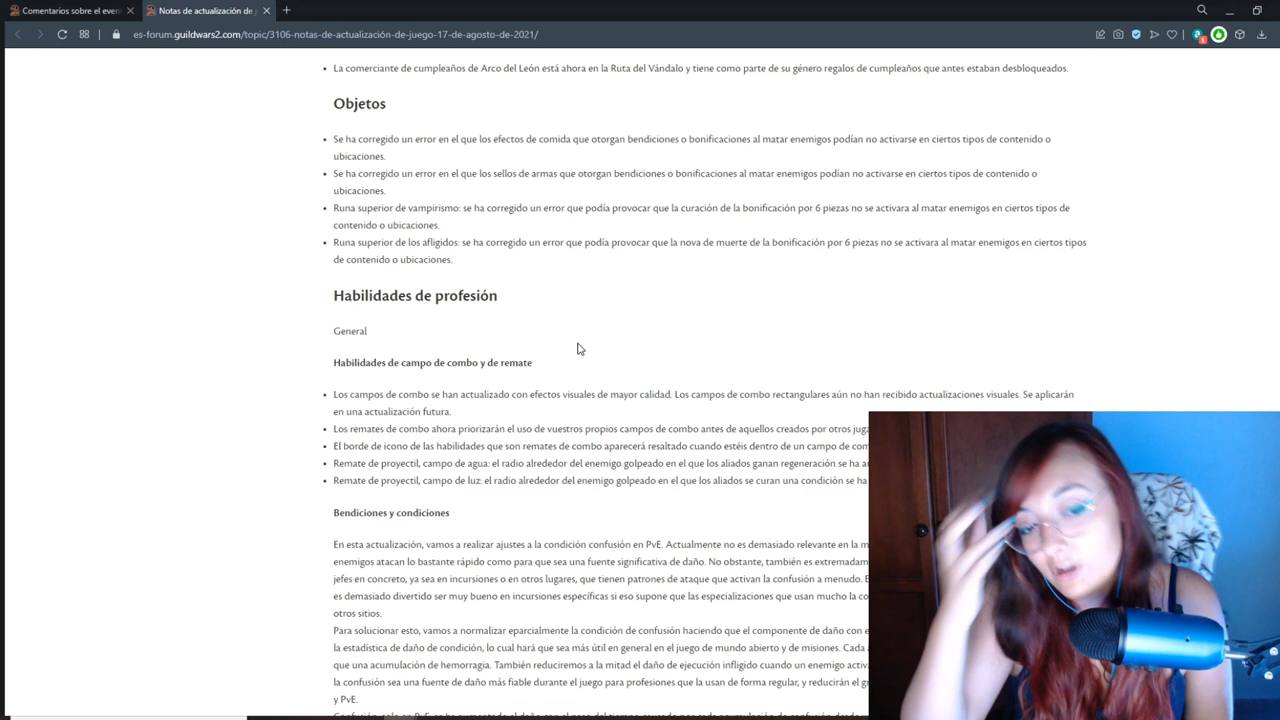 Comentarios sobre el even
Notas de actualización de j
es-forum.guildwars2.com/topic/3106-notas-de-actualización-de-juego-17-de-agosto-de-2021/
La comerciante de cumpleaños de Arco del León está ahora en la Ruta del Vándalo y tiene como parte de su género regalos de cumpleaños que antes estaban desbloqueados.
Objetos
Se ha corregido un error en el que los efectos de comida que otorgan bendiciones o bonificaciones al matar enemigos podían no activarse en ciertos tipos de contenido o
ubicaciones.
Se ha corregido un error en el que los sellos de armas que otorgan bendiciones o bonificaciones al matar enemigos podían no activarse en ciertos tipos de contenido o
ubicaciones.
Runa superior de vampirismo: se ha corregido un error que podía provocar que la curación de la bonificación por 6 piezas no se activara al matar enemigos en ciertos tipos de
contenido o ubicaciones.
Runa superior de los afligidos: se ha corregido un error que podía provocar que la nova de muerte de la bonificación por 6 piezas no se activara al matar enemigos en ciertos tipos
de contenido o ubicaciones.
Habilidades de profesión
General
Habilidades de campo de combo y de remate
Los campos de combo se han actualizado con efectos visuales de mayor calidad. Los campos de combo rectangulares aún no han recibido actualizaciones visuales. Se aplicarán
en una actualización futura.
Los remates de combo ahora priorizarán el uso de vuestros propios campos de combo antes de aquellos creados por otros juga
El borde de icono de las habilidades que son remates de combo aparecerá resaltado cuando estéis dentro de un campo de com
Remate de proyectil, campo de agua: el radio alrededor del enemigo golpeado en el que los aliados ganan regeneración se ha a
Remate de proyectil, campo de luz: el radio alrededor del enemigo golpeado en el que los aliados se curan una condición se ha
Bendiciones y condiciones
En esta actualización, vamos a realizar ajustes a la condición confusión en PvE. Actualmente no es demasiado relevante en la m
enemigos atacan lo bastante rápido como para que sea una fuente significativa de daño. No obstante, también es extremadam
jefes en concreto, ya sea en incursiones o en otros lugares, que tienen patrones de ataque que activan la confusión a menudo. E
es demasiado divertido ser muy bueno en incursiones específicas si eso supone que las especializaciones que usan mucho la co
otros sitios.
Para solucionar esto, vamos a normalizar eparcialmente la condición de confusión haciendo que el componente de daño con e
la estadística de daño de condición, lo cual hará que sea más útil en general en el juego de mundo abierto y de misiones. Cada a
que una acumulación de hemorragia. También reduciremos a la mitad el daño de ejecución infligido cuando un enemigo activ
la confusión sea una fuente de daño más fiable durante el juego para profesiones que la usan de forma regular, y reducirán el g
y PvE.